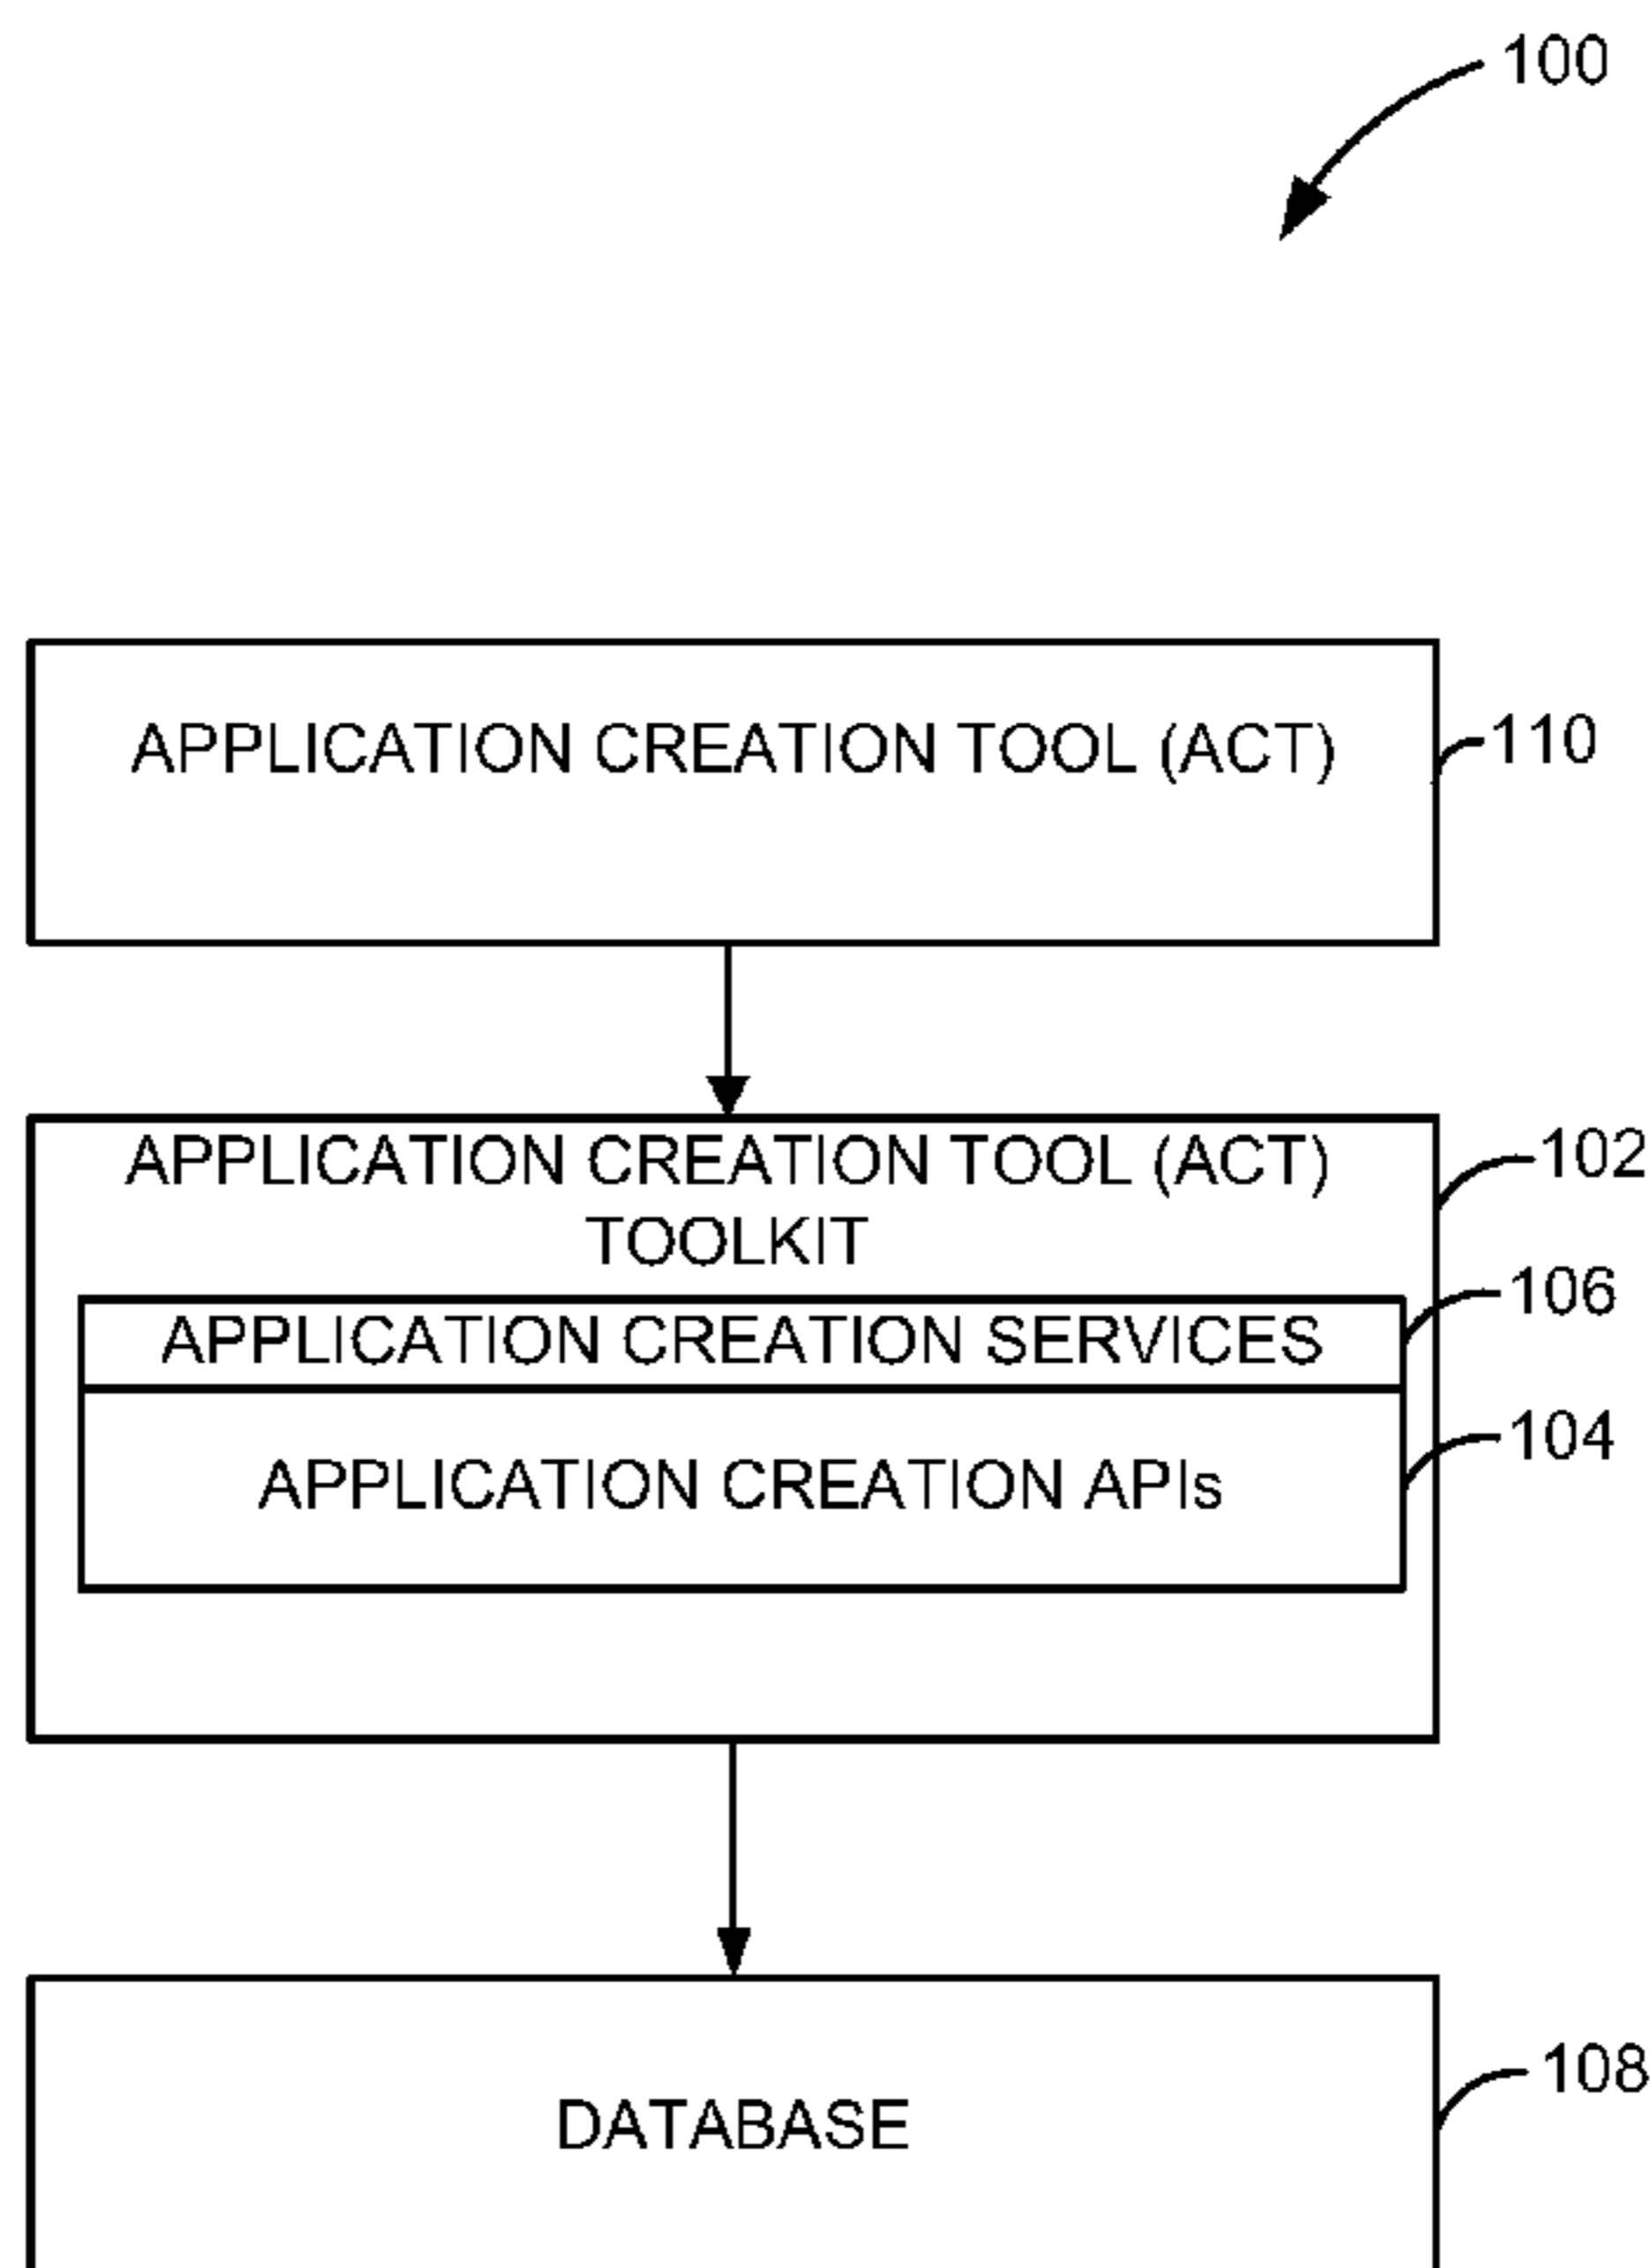 100
APPLICATION CREATION TOOL (ACT)
110
APPLICATION CREATION TOOL (ACT)
TOOLKIT
102
APPLICATION CREATION SERVICES
106
APPLICATION CREATION APIs
104
DATABASE
108